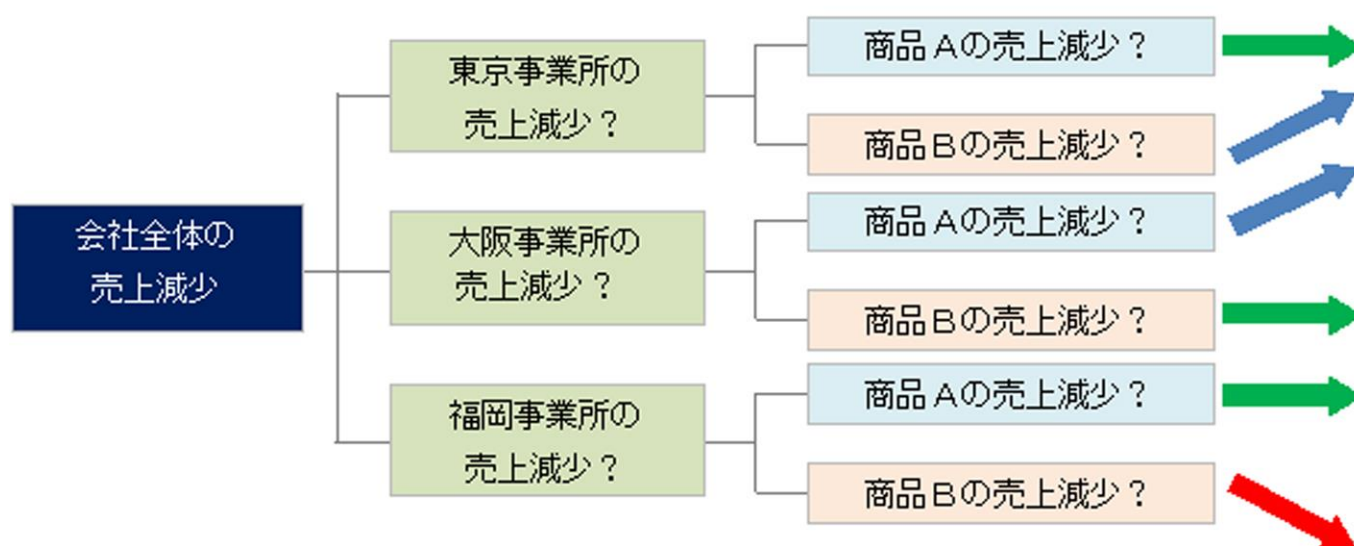 会社全体の
売上減少
東京事業所の
売上減少？
商品Aの売上減少？
商品Bの売上減少？
大阪事業所の
売上減少？
商品Aの売上減少？
商品Bの売上減少？
福岡事業所の
売上減少？
商品Aの売上減少？
商品Bの売上減少？